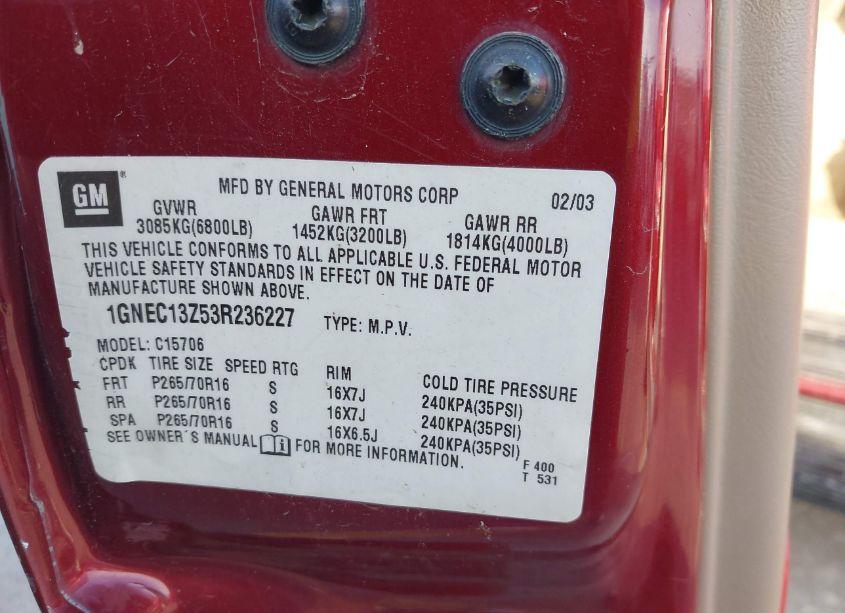 GM ®
MFD BY GENERAL MOTORS CORP 02/03
GVWR GAWR FRT GAWR RR
3085KG(6800LB) 1452KG(3200LB) 1814KG(4000LB)
THIS VEHICLE CONFORMS TO ALL APPLICABLE U.S. FEDERAL MOTOR
VEHICLE SAFETY STANDARDS IN EFFECT ON THE DATE OF
MANUFACTURE SHOWN ABOVE.
1GNEC13Z53R236227 TYPE: M.P.V.
MODEL: C15706
CPDK TIRE SIZE SPEED RTG RIM COLD TIRE PRESSURE
FRT P265/70R16 S 16X7J 240KPA(35PSI)
RR P265/70R16 S 16X7J 240KPA(35PSI)
SPA P265/70R16 S 16X6.5J 240KPA(35PSI)
SEE OWNER´S MANUAL i FOR MORE INFORMATION.
F 400
T 531